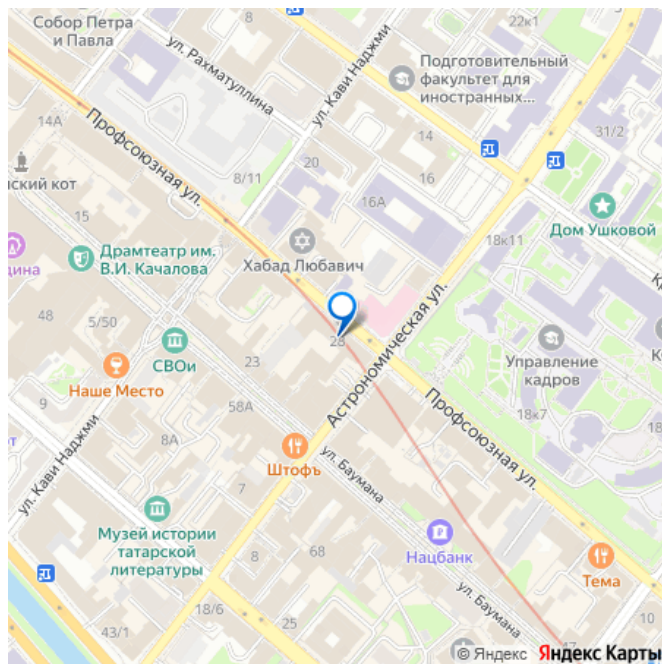 Собор Петра
и Павла
22к1
ул. Рахматуллина
ул. Кави Наджми
Подготовительный
факультет для
иностранных...
14А
Профсоюзная ул.
14
31/2
20
8/11
16
нский кот
16А
15
Дом Ушковой
18к11
Драмтеатр им.
В.И. Качалова
Хабад Любавич
дина
48
5/50
28
СВОи
23
Управление
кадров
Наше Место
Астрономическая ул.
9
58А
Профсоюзная ул.
18к7
8А
ул. Кави Наджми
Штофъ
ул. Баумана
7
Музей истории
татарской
литературы
Нацбанк
8
68
Тема
ул. Баумана
18/6
25
10
43/1
© Яндекс
Яндекс Карты